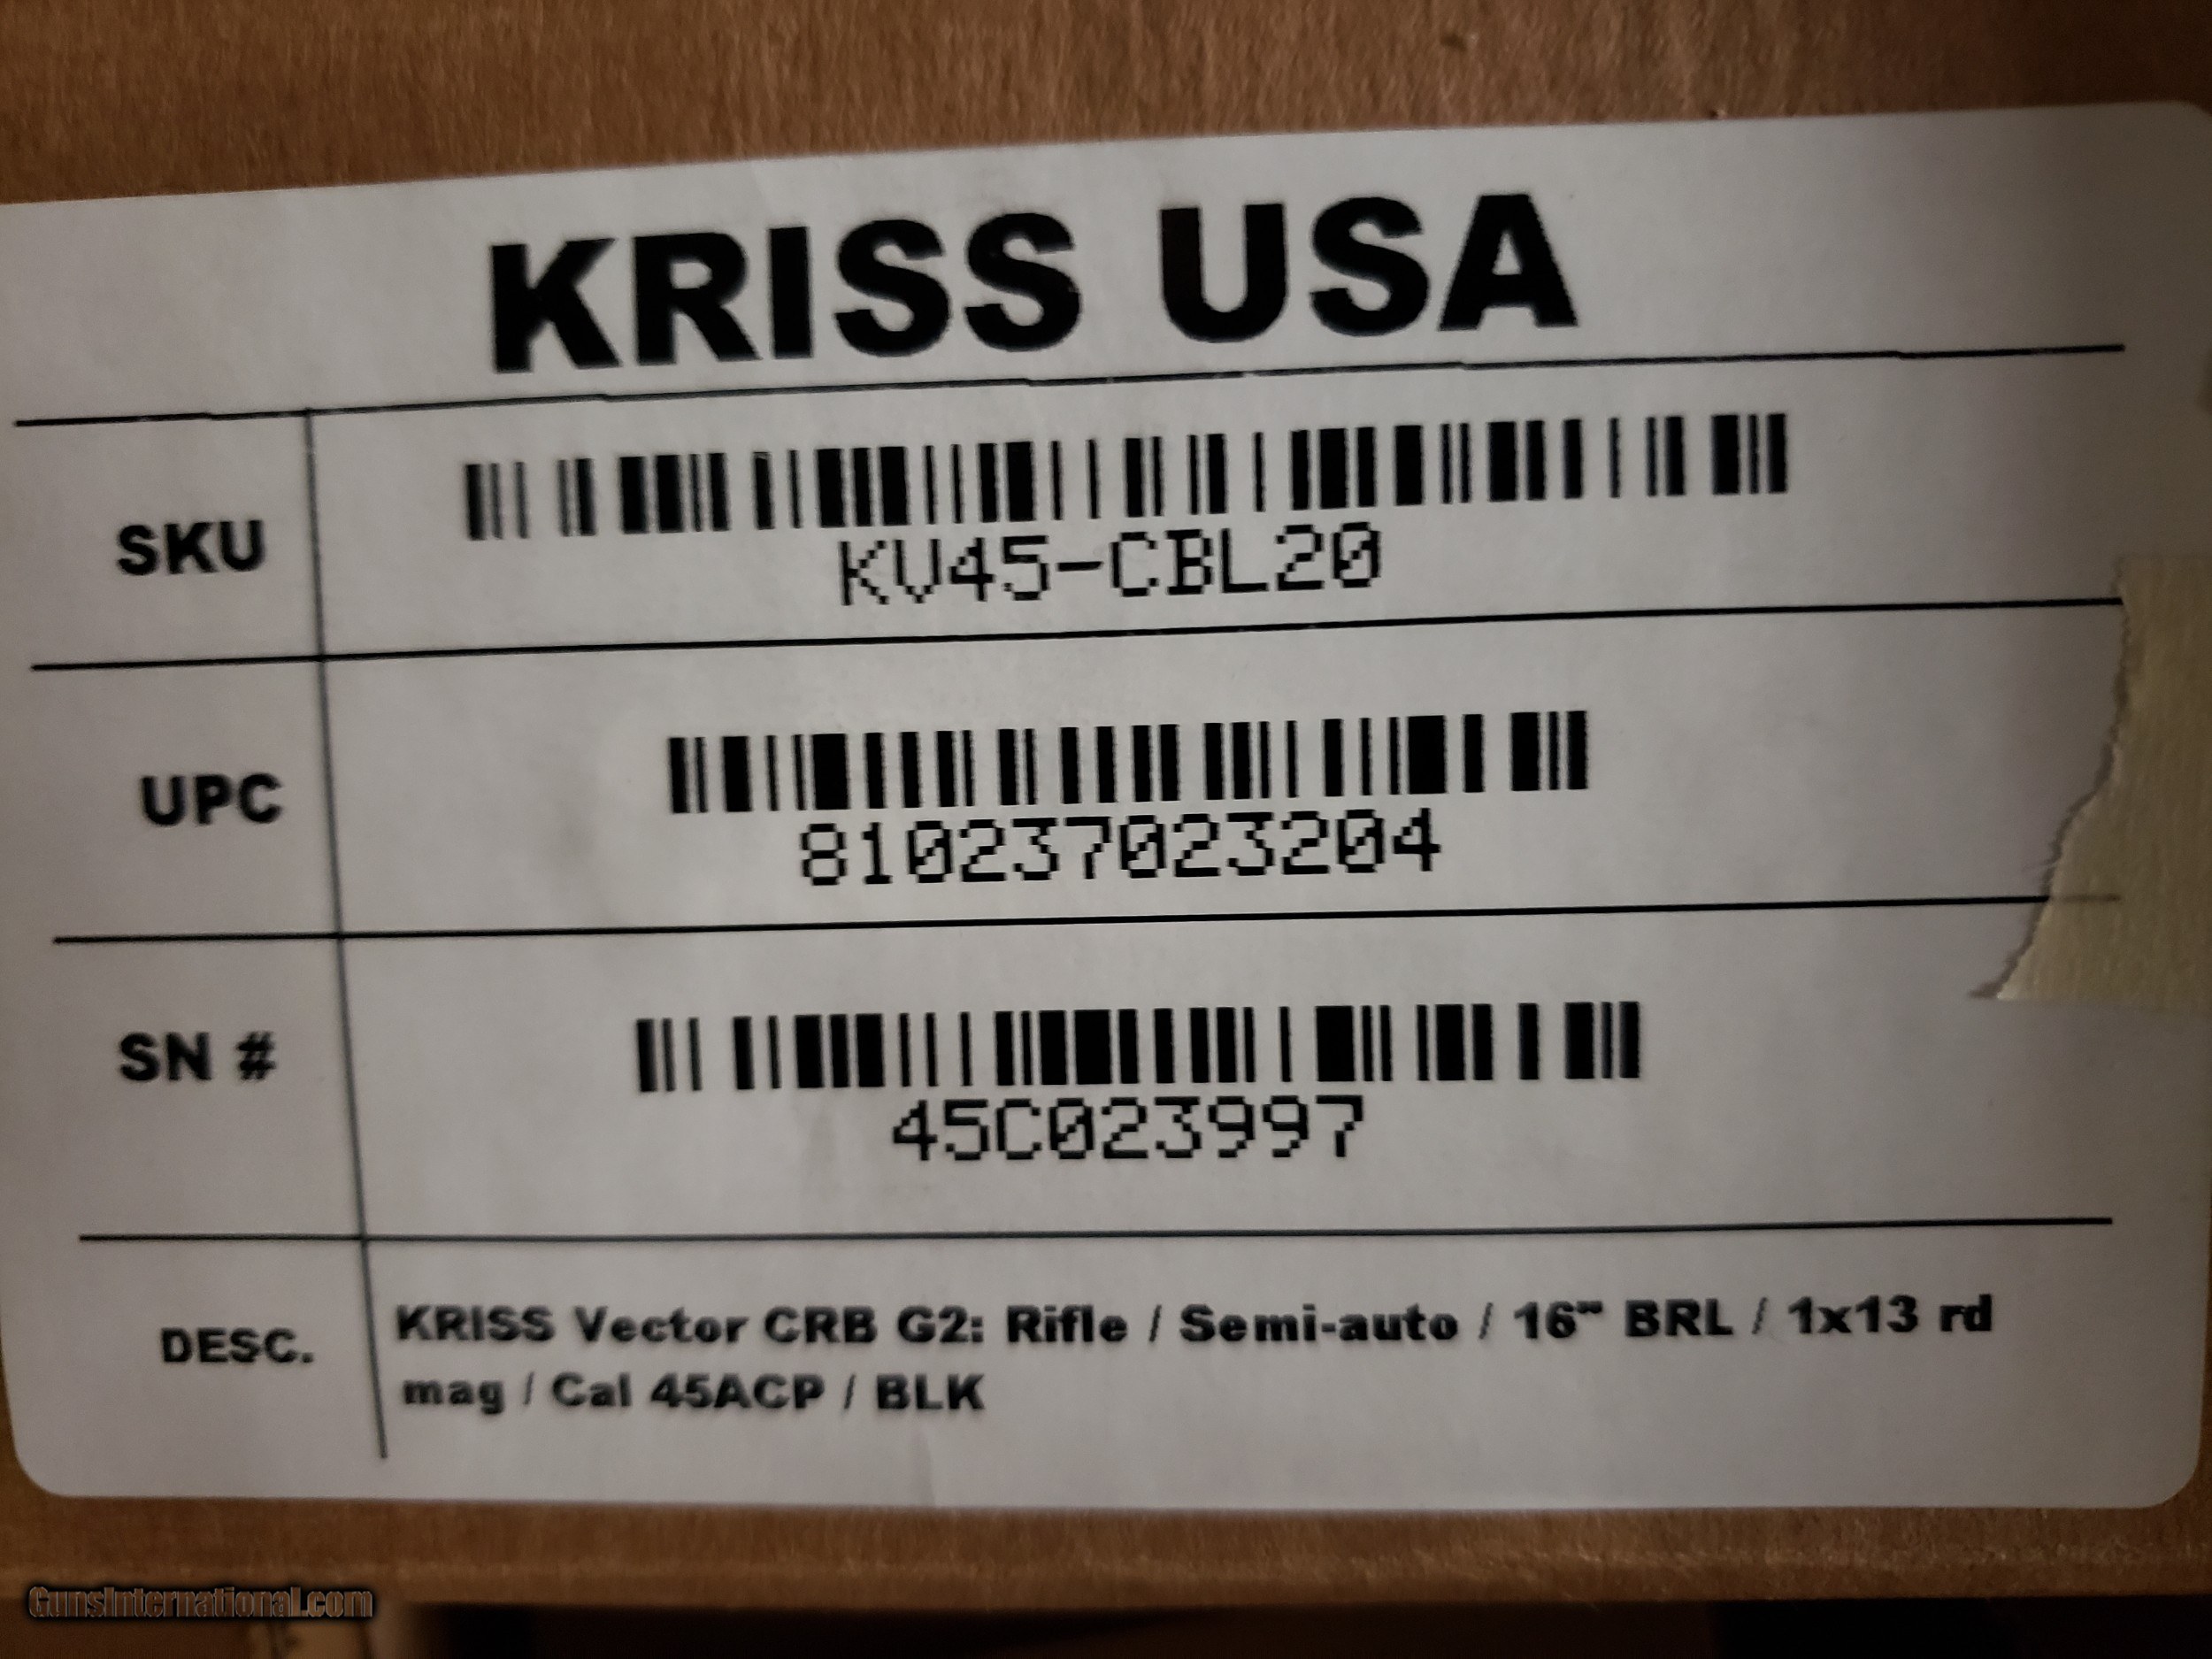 KRISS USA
SKU
KV45-CBL20
UPC
810237023204
SN #
45C023997
DESC.
KRISS Vector CRB G2: Rifle / Semi-auto / 16" BRL / 1x13 rd
mag / Cal 45ACP / BLK
GunsInternational.com